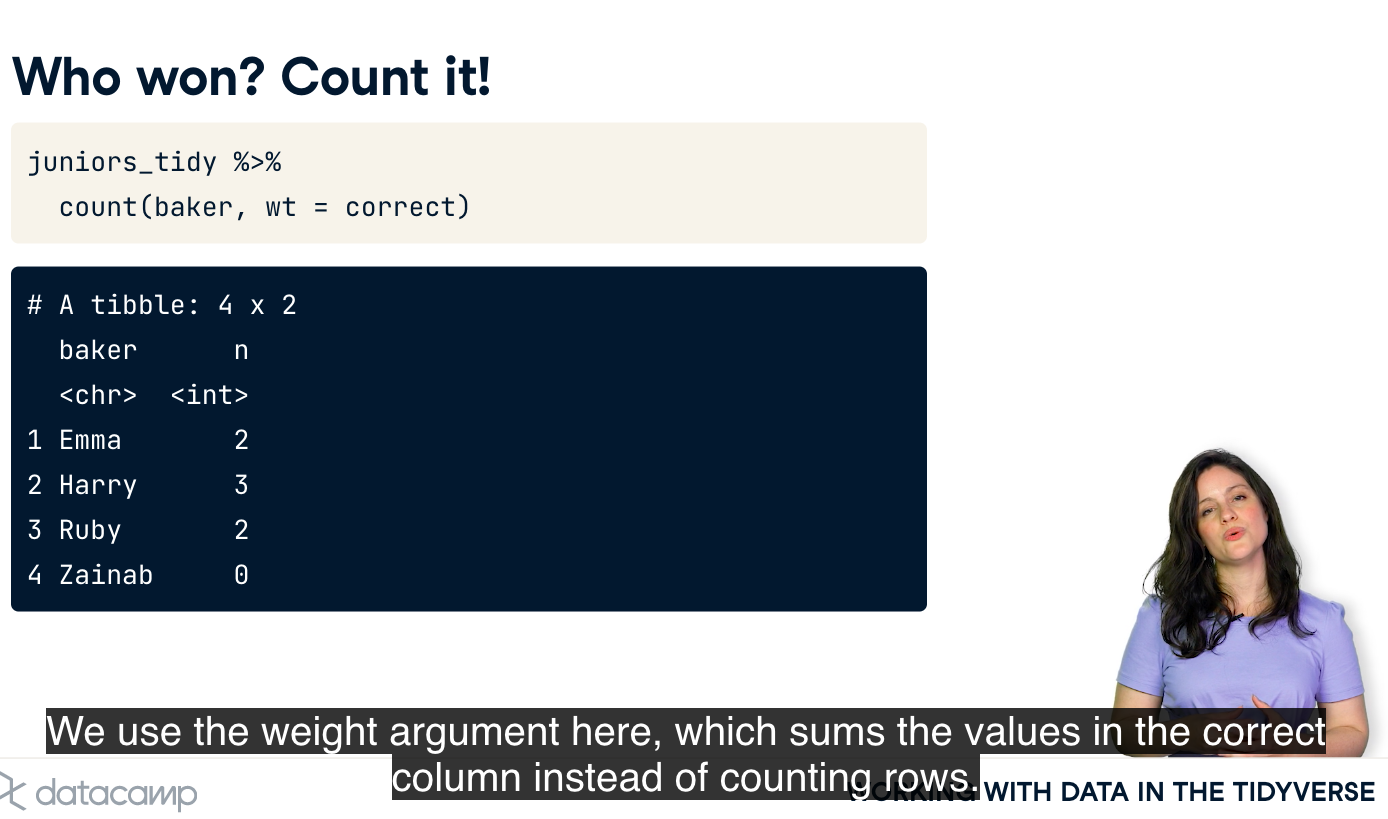 Who won? Count it!
juniors_tidy %>%
  count(baker, wt = correct)
# A tibble: 4 x 2
  baker      n
  <chr>  <int>
1 Emma       2
2 Harry      3
3 Ruby       2
4 Zainab     0
We use the weight argument here, which sums the values in the correct
column instead of counting rows.
datacamp
WORKING WITH DATA IN THE TIDYVERSE